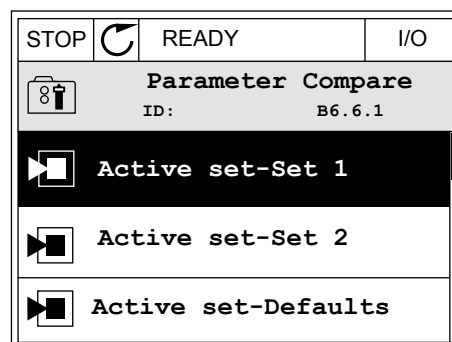 STOP READY I/O
Parameter Compare
ID: B6.6.1
Active set-Set 1
Active set-Set 2
Active set-Defaults